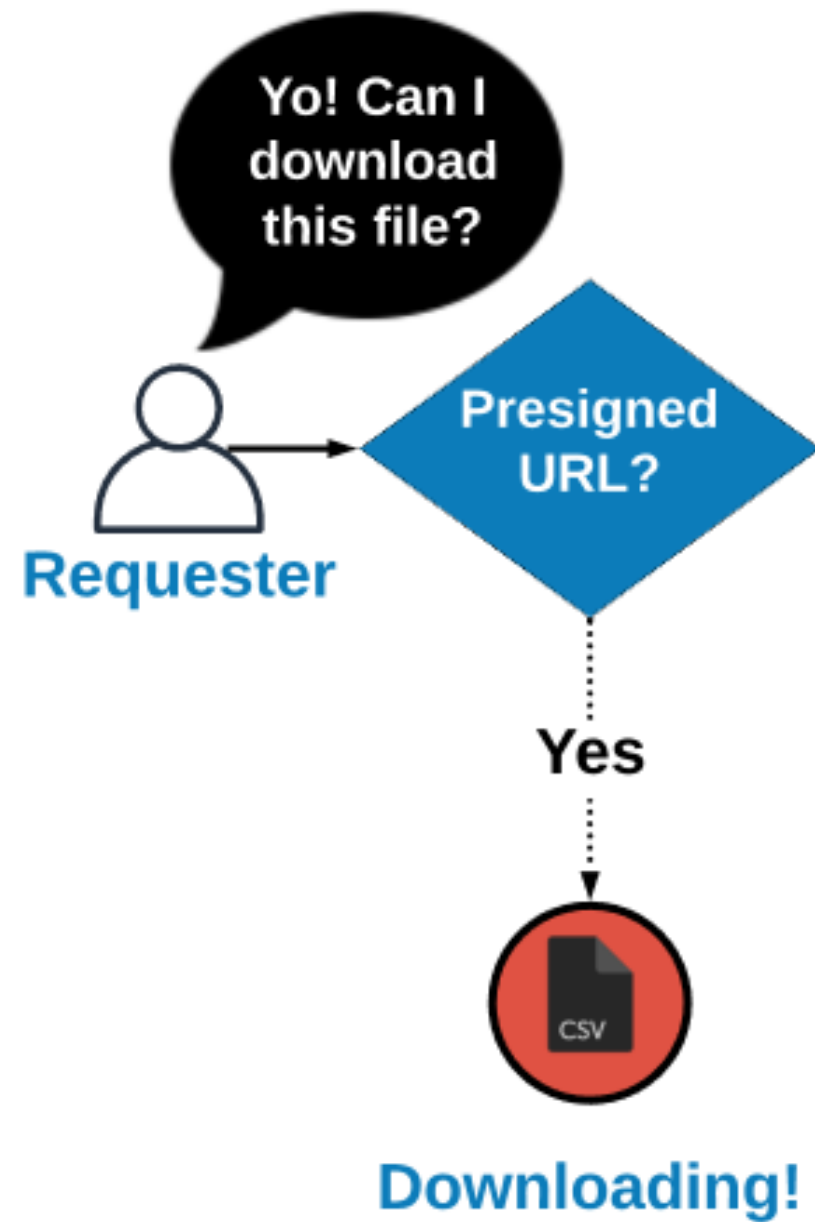 Yo! Can I
download
this file?
Presigned
URL?
Requester
Yes
CSV
Downloading!